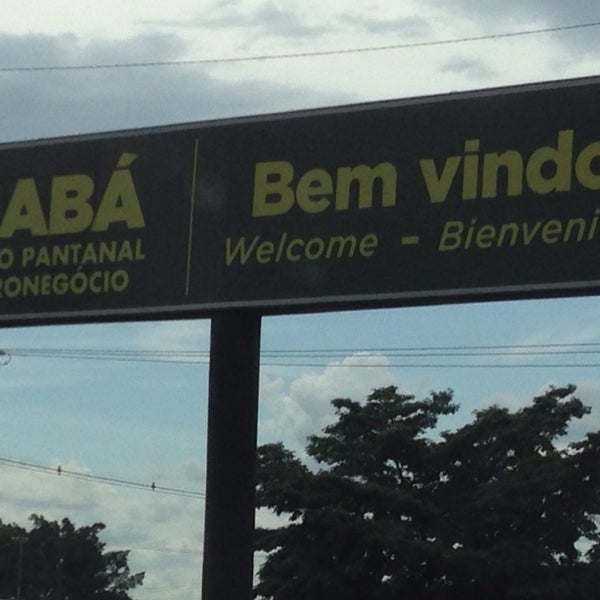 ABÁ
O PANTANAL
RONEGÓCIO
Bem vindo
Welcome - Bienveni